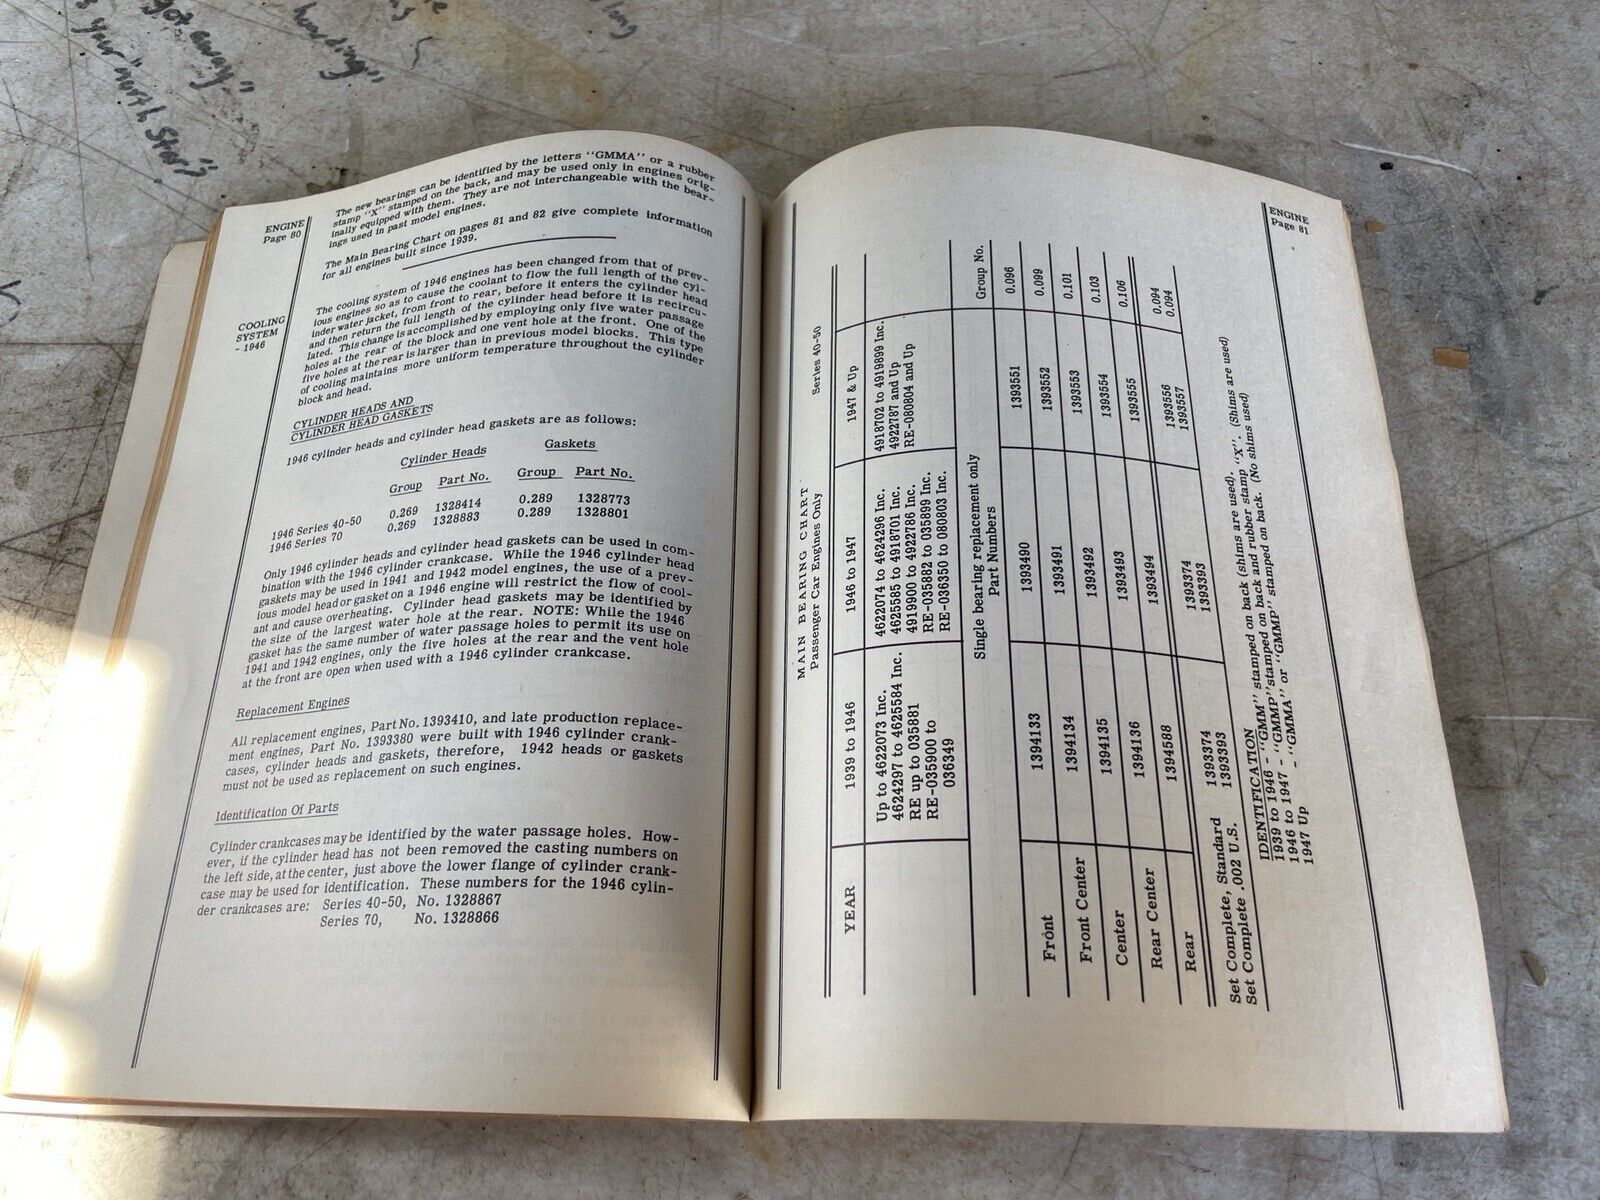 got away"
"north Star"
long
ENGINE
Page 80
The new bearings can be identified by the letters "GMMA" or a rubber
stamp "X" stamped on the back, and may be used only in engines orig-
inally equipped with them. They are not interchangeable with the bear-
ings used in past model engines.
The Main Bearing Chart on pages 81 and 82 give complete information
for all engines built since 1939.
COOLING
SYSTEM
- 1946
The cooling system of 1946 engines has been changed from that of prev-
ious engines so as to cause the coolant to flow the full length of the cyl-
inder water jacket, from front to rear, before it enters the cylinder head
and then return the full length of the cylinder head before it is recircu-
lated. This change is accomplished by employing only five water passage
holes at the rear of the block and one vent hole at the front. One of the
five holes at the rear is larger than in previous model blocks. This type
of cooling maintains more uniform temperature throughout the cylinder
block and head.
CYLINDER HEADS AND
CYLINDER HEAD GASKETS
1946 cylinder heads and cylinder head gaskets are as follows:
Cylinder Heads Gaskets
Group Part No. Group Part No.
1946 Series 40-50 0.269 1328414 0.289 1328773
1946 Series 70 0.269 1328883 0.289 1328801
Only 1946 cylinder heads and cylinder head gaskets can be used in com-
bination with the 1946 cylinder crankcase. While the 1946 cylinder head
gaskets may be used in 1941 and 1942 model engines, the use of a prev-
ious model head or gasket on a 1946 engine will restrict the flow of cool-
ant and cause overheating. Cylinder head gaskets may be identified by
the size of the largest water hole at the rear. NOTE: While the 1946
gasket has the same number of water passage holes to permit its use on
1941 and 1942 engines, only the five holes at the rear and the vent hole
at the front are open when used with a 1946 cylinder crankcase.
Replacement Engines
All replacement engines, Part No. 1393410, and late production replace-
ment engines, Part No. 1393380 were built with 1946 cylinder crank-
cases, cylinder heads and gaskets, therefore, 1942 heads or gaskets
must not be used as replacement on such engines.
Identification Of Parts
Cylinder crankcases may be identified by the water passage holes. How-
ever, if the cylinder head has not been removed the casting numbers on
the left side, at the center, just above the lower flange of cylinder crank-
case may be used for identification. These numbers for the 1946 cylin-
der crankcases are: Series 40-50, No. 1328867
Series 70, No. 1328866
ENGINE
Page 81
MAIN BEARING CHART
Passenger Car Engines Only Series 40-50
YEAR 1939 to 1946 1946 to 1947 1947 & Up
Up to 4622073 Inc. 4622074 to 4624296 Inc. 4918702 to 4919899 Inc.
4624297 to 4625584 Inc. 4625585 to 4918701 Inc. 4922787 and Up
RE up to 035881 4919900 to 4922786 Inc. RE-080804 and Up
RE-035900 to RE-035882 to 035899 Inc.
036349 RE-036350 to 080803 Inc.
Single bearing replacement only
Part Numbers Group No.
Front 1394133 1393490 1393551 0.096
Front Center 1394134 1393491 1393552 0.099
Center 1394135 1393492 1393553 0.101
Rear Center 1394136 1393493 1393554 0.103
Rear 1394588 1393494 1393555 0.106
Set Complete, Standard 1393374 1393374 1393556 0.094
Set Complete .002 U.S. 1393393 1393393 1393557 0.094
IDENTIFICATION
1939 to 1946 - "GMM" stamped on back (shims are used).
1946 to 1947 - "GMMP" stamped on back and rubber stamp "X". (Shims are used)
1947 Up - "GMMA" or "GMMP" stamped on back. (No shims used)